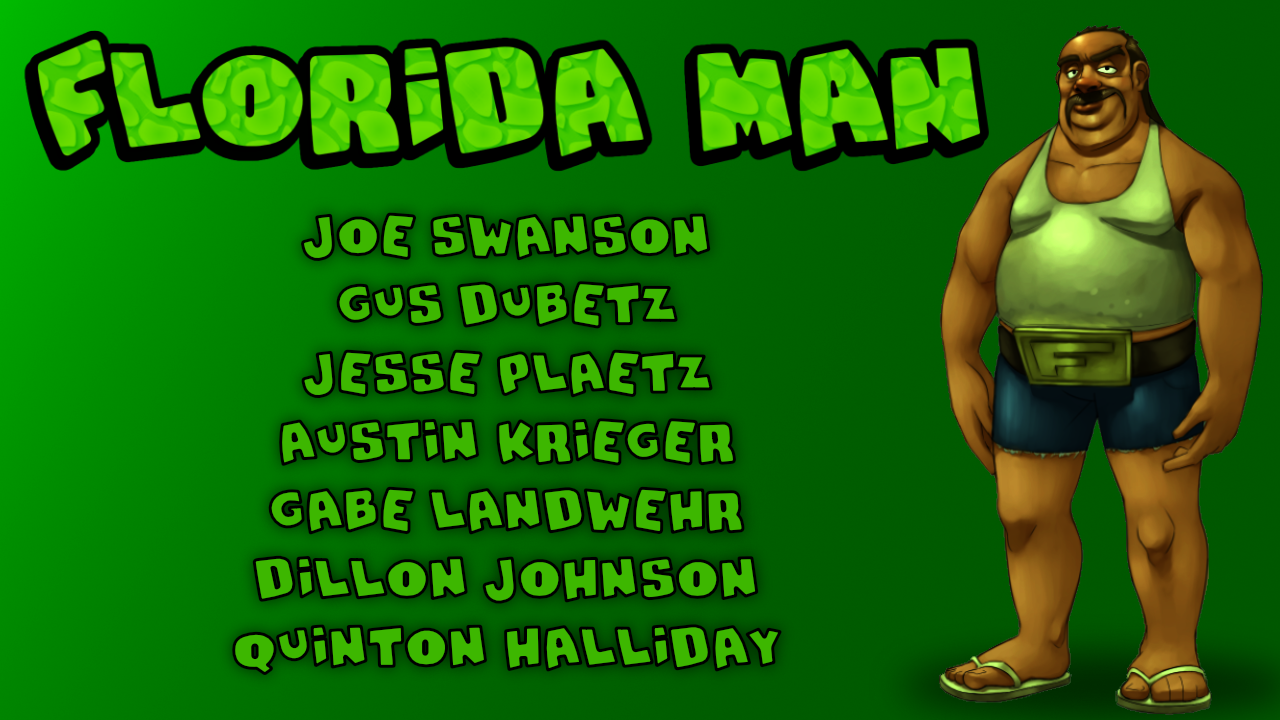 FLORiDA MAN
JOE SWANSON
GUS DUBETZ
JESSE PLAETZ
AUSTiN KRiEGER
GABE LANDWEHR
DiLLON JOHNSON
QUiNTON HALLiDAY
F